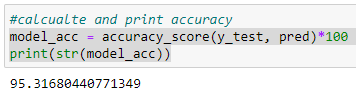 #calcualte and print accuracy
model_acc = accuracy_score(y_test, pred)*100
print(str(model_acc))
95.31680440771349